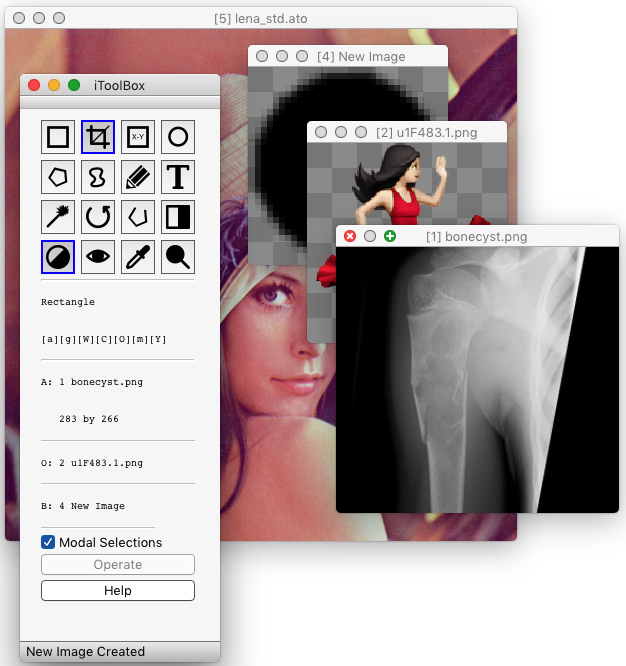 [5] lena_std.ato
[4] New Image
iToolBox
[2] u1F483.1.png
X-Y
T
[1] bonecyst.png
Rectangle
[a][g][W][C][O][m][Y]
A: 1 bonecyst.png
283 by 266
O: 2 u1F483.1.png
B: 4 New Image
Modal Selections
Operate
Help
New Image Created